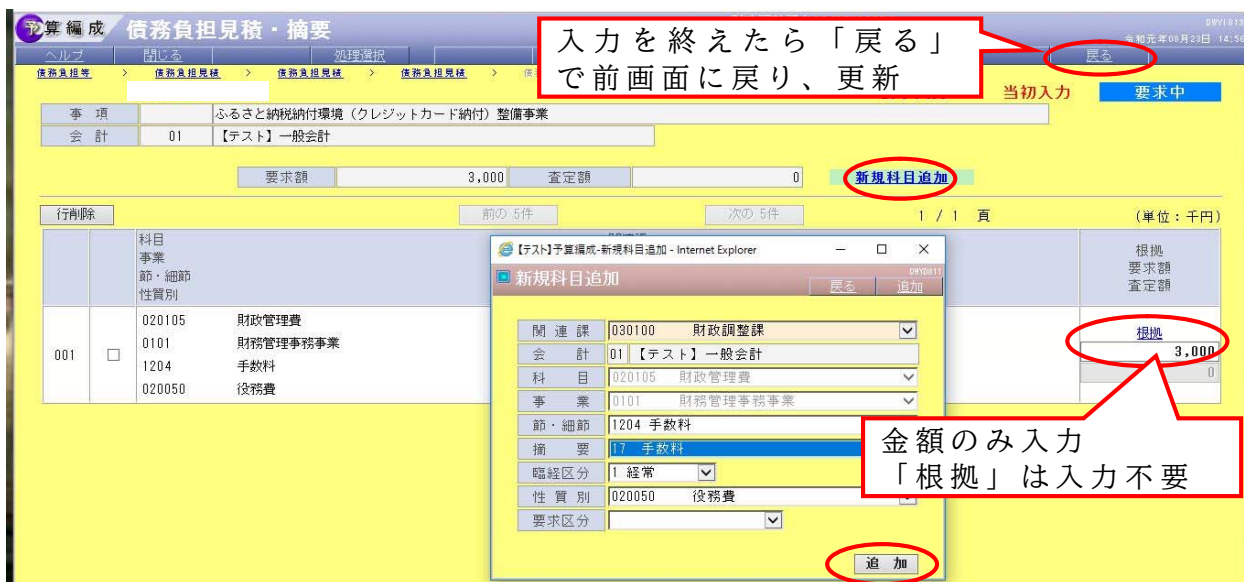 予算編成 債務負担見積・摘要
DWYI813
令和元年08月23日 14:56
ヘルプ 閉じる 処理選択 戻る
債務負担等 > 債務負担見積 > 債務負担見積 > 債務負担見積 >
入力を終えたら「戻る」
で前画面に戻り、更新
当初入力 要求中
事項 ふるさと納税納付環境（クレジットカード納付）整備事業
会計 01 【テスト】一般会計
要求額 3,000 査定額 0 新規科目追加
行削除 前の 5件 次の 5件 1 / 1 頁 (単位：千円)
科目
事業
節・細節
性質別
根拠
要求額
査定額
001
020105 財政管理費
0101 財務管理事務事業
1204 手数料
020050 役務費
根拠
3,000
0
【テスト】予算編成-新規科目追加 - Internet Explorer
新規科目追加
DWYD811
戻る 追加
関連課 030100 財政調整課
会計 01 【テスト】一般会計
科目 020105 財政管理費
事業 0101 財務管理事務事業
節・細節 1204 手数料
摘要 17 手数料
臨経区分 1 経常
性質別 020050 役務費
要求区分
追加
金額のみ入力
「根拠」は入力不要